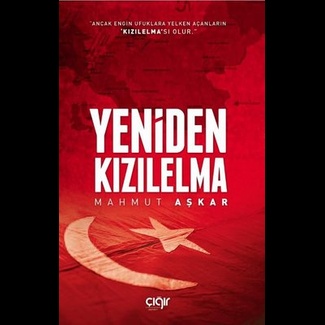 "ANCAK ENGİN UFUKLARA YELKEN AÇANLARIN
'KIZILELMA'SI OLUR."
YENİDEN
KIZILELMA
MAHMUT AŞKAR
çığır